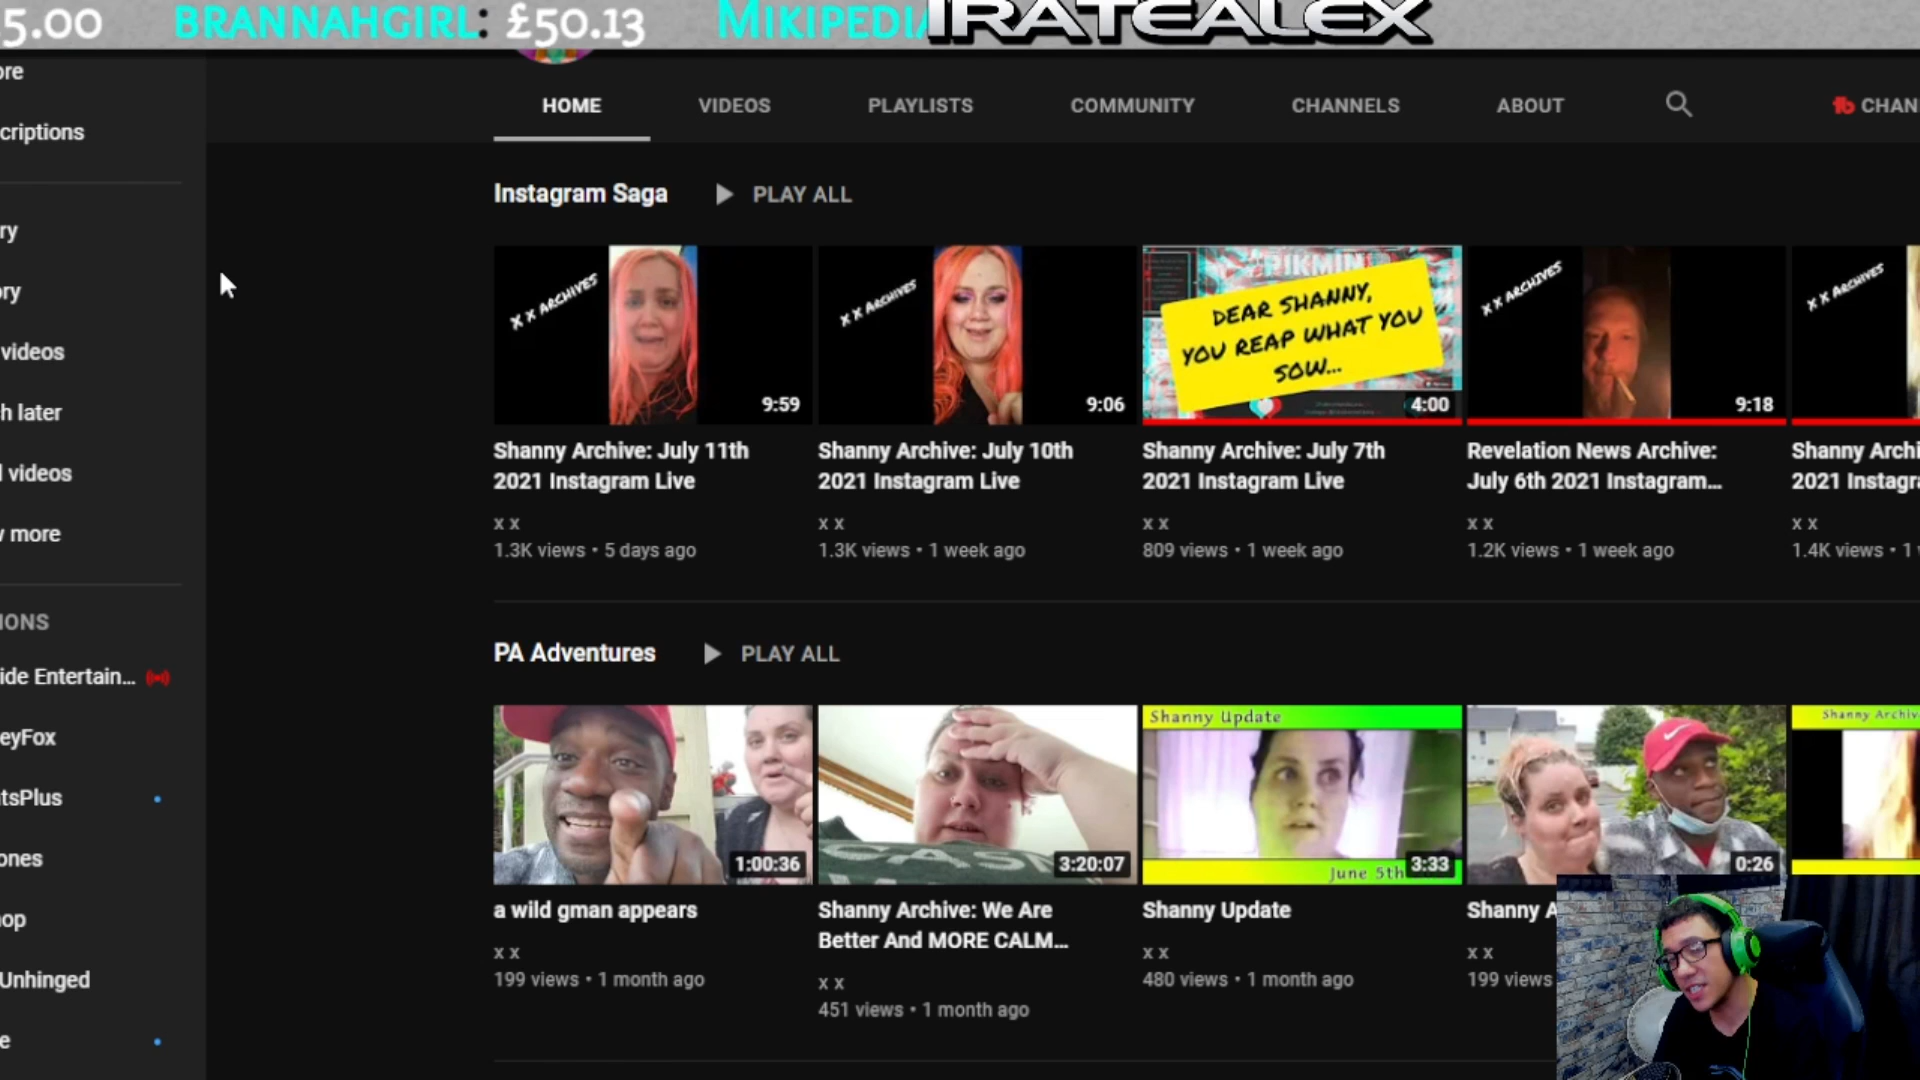 5.00 BRANNAHGIRL: £50.13 MIKIPEDIA IRATEALEX
ore
HOME VIDEOS PLAYLISTS COMMUNITY CHANNELS ABOUT CHAN
criptions
Instagram Saga PLAY ALL
ry
ory
videos
h later
l videos
w more
IONS
ide Entertain...
eyFox
tsPlus
ones
op
Unhinged
e
X X ARCHIVES
9:59
X X ARCHIVES
9:06
PIKMIN
DEAR SHANNY,
YOU REAP WHAT YOU
SOW...
4:00
X X ARCHIVES
9:18
X X ARCHIVES
Shanny Archive: July 11th
2021 Instagram Live
x x
1.3K views • 5 days ago
Shanny Archive: July 10th
2021 Instagram Live
x x
1.3K views • 1 week ago
Shanny Archive: July 7th
2021 Instagram Live
x x
809 views • 1 week ago
Revelation News Archive:
July 6th 2021 Instagram...
x x
1.2K views • 1 week ago
Shanny Archi
2021 Instagr
x x
1.4K views • 1
PA Adventures PLAY ALL
1:00:36
CASN
3:20:07
Shanny Update
June 5th
3:33
0:26
Shanny Archiv
a wild gman appears
x x
199 views • 1 month ago
Shanny Archive: We Are
Better And MORE CALM...
x x
451 views • 1 month ago
Shanny Update
x x
480 views • 1 month ago
Shanny A
x x
199 views